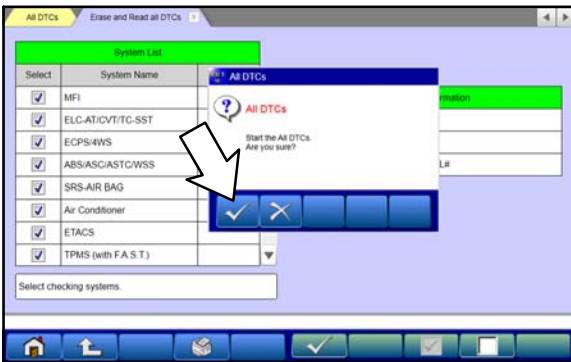 All DTCs
Erase and Read all DTCs
System List
Select
System Name
MFI
ELC-AT/CVT/TC-SST
ECPS/4WS
ABS/ASC/ASTC/WSS
SRS-AIR BAG
Air Conditioner
ETACS
TPMS (with F.A.S.T.)
Select checking systems.
All DTCs
All DTCs
Start the All DTCs.
Are you sure?
rmation
L#